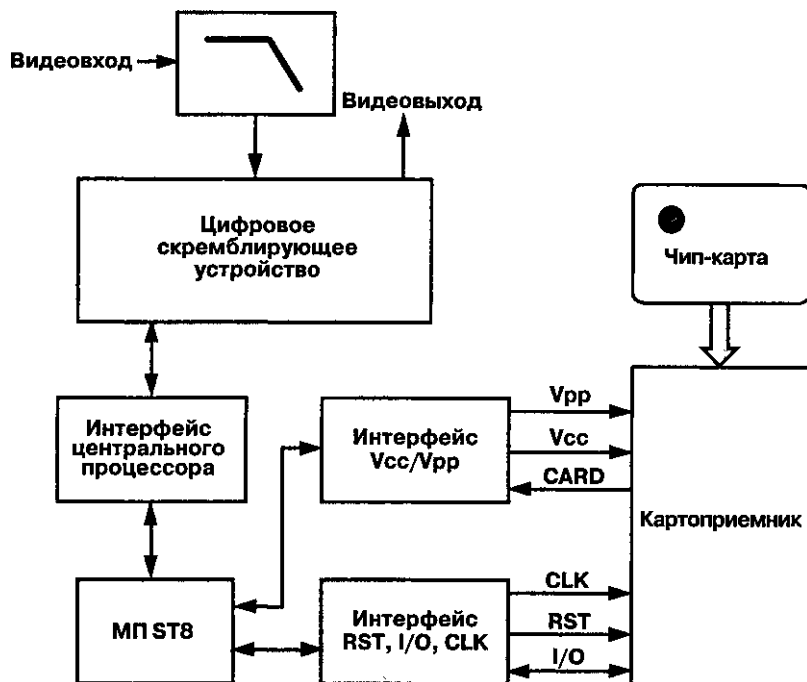 Видеовход
Видеовыход
Цифровое
скремблирующее
устройство
Чип-карта
Интерфейс
центрального
процессора
Интерфейс
Vcc/Vpp
Vpp
Vcc
CARD
Картоприемник
МП ST8
Интерфейс
RST, I/O, CLK
CLK
RST
I/O